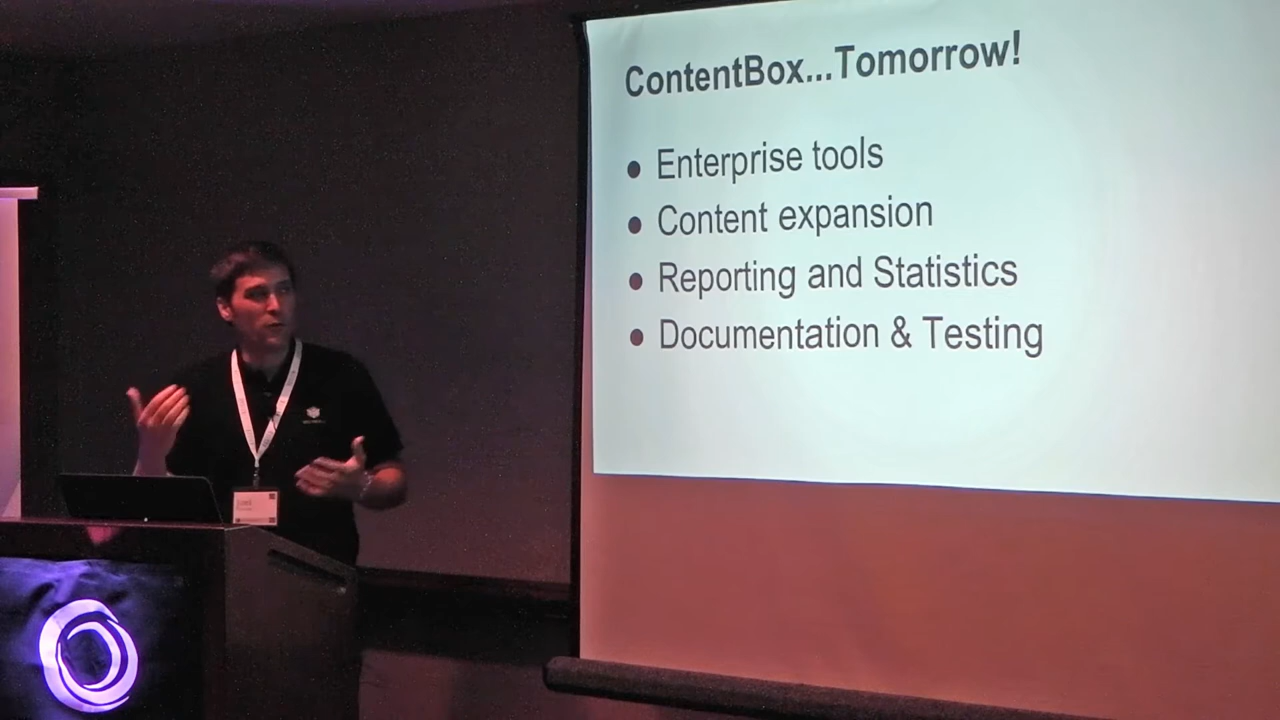 ContentBox...Tomorrow!
● Enterprise tools
● Content expansion
● Reporting and Statistics
● Documentation & Testing